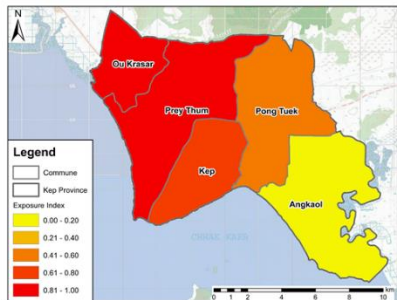 N
Ou Krasar
Prey Thum
Pong Tuek
Kep
Angkaol
Legend
Commune
Kep Province
Exposure Index
0.00 - 0.20
0.21 - 0.40
0.41 - 0.60
0.61 - 0.80
0.81 - 1.00
km
0 1 2 4 6 8 10